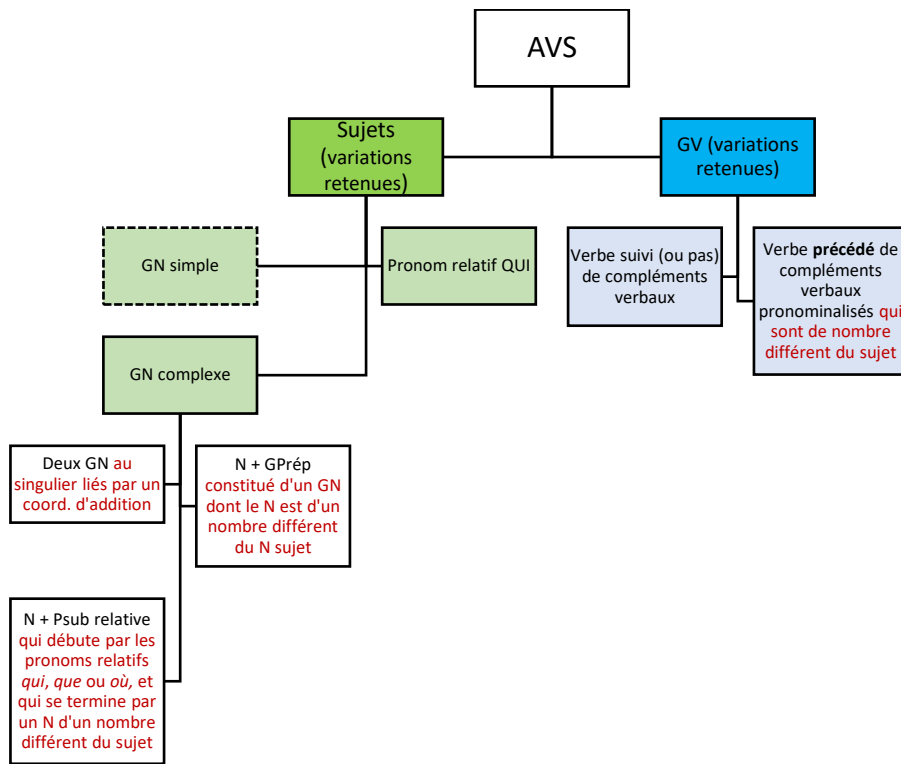 AVS
Sujets
(variations
retenues)
GV (variations
retenues)
GN simple
Pronom relatif QUI
Verbe suivi (ou pas)
de compléments
verbaux
Verbe précédé de
compléments
verbaux
pronominalisés qui
sont de nombre
différent du sujet
GN complexe
Deux GN au
singulier liés par un
coord. d'addition
N + GPrép
constitué d'un GN
dont le N est d'un
nombre différent
du N sujet
N + Psub relative
qui débute par les
pronoms relatifs
qui, que ou où, et
qui se termine par
un N d'un nombre
différent du sujet